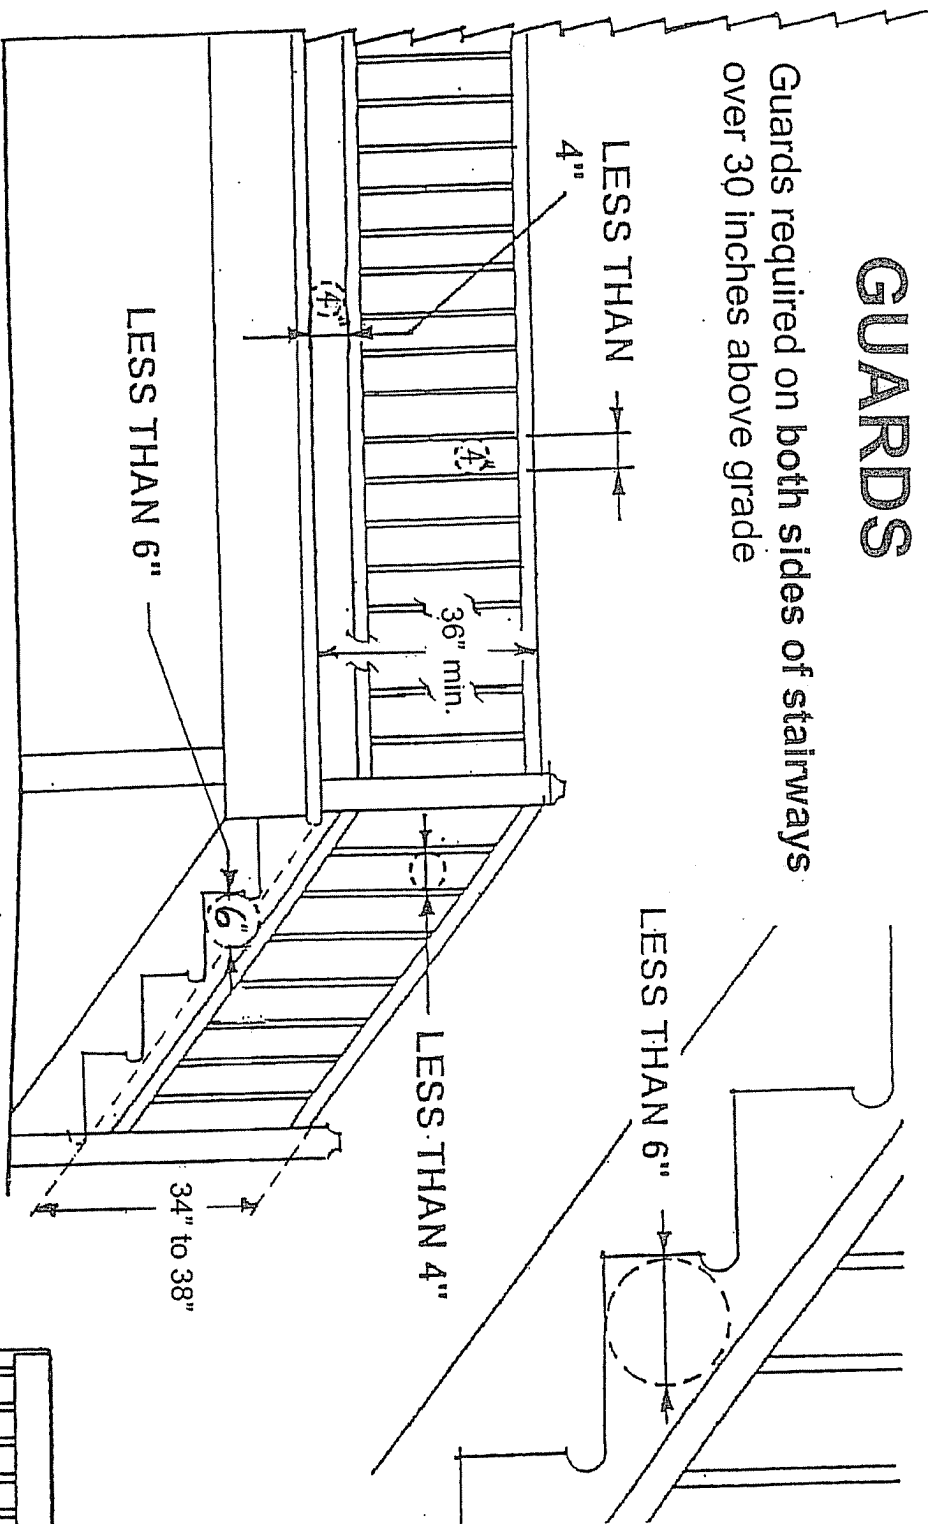 GUARDS
Guards required on both sides of stairways
over 30 inches above grade
LESS THAN
4"
4"
4"
36" min.
LESS THAN 6"
LESS THAN 6"
6"
LESS THAN 4"
34" to 38"